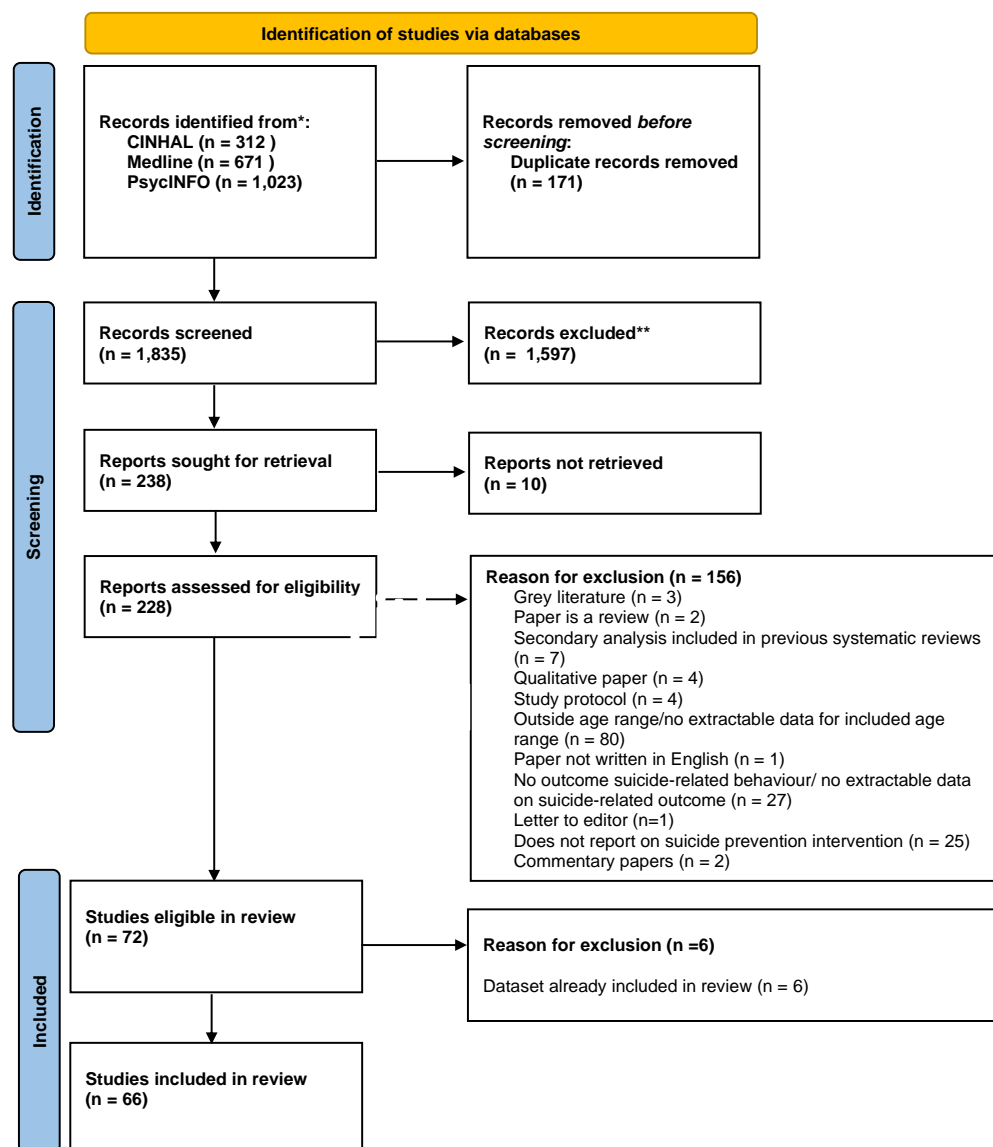 Identification of studies via databases
Identification
Records identified from*:
CINHAL (n = 312 )
Medline (n = 671 )
PsycINFO (n = 1,023)
Records removed before
screening:
Duplicate records removed
(n = 171)
Screening
Records screened
(n = 1,835)
Records excluded**
(n = 1,597)
Reports sought for retrieval
(n = 238)
Reports not retrieved
(n = 10)
Reports assessed for eligibility
(n = 228)
Reason for exclusion (n = 156)
Grey literature (n = 3)
Paper is a review (n = 2)
Secondary analysis included in previous systematic reviews
(n = 7)
Qualitative paper (n = 4)
Study protocol (n = 4)
Outside age range/no extractable data for included age
range (n = 80)
Paper not written in English (n = 1)
No outcome suicide-related behaviour/ no extractable data
on suicide-related outcome (n = 27)
Letter to editor (n=1)
Does not report on suicide prevention intervention (n = 25)
Commentary papers (n = 2)
Included
Studies eligible in review
(n = 72)
Reason for exclusion (n =6)
Dataset already included in review (n = 6)
Studies included in review
(n = 66)